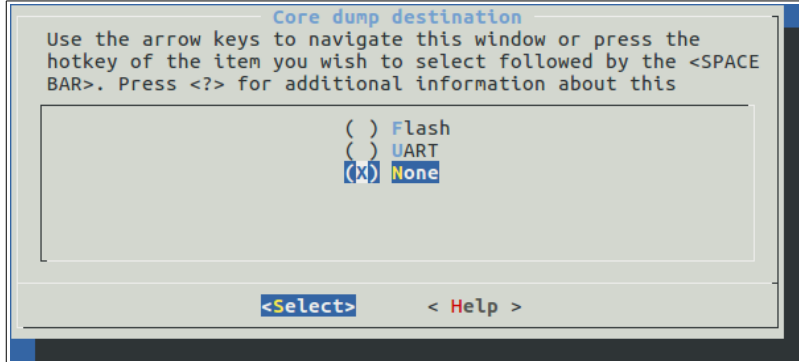 Core dump destination
Use the arrow keys to navigate this window or press the
hotkey of the item you wish to select followed by the <SPACE
BAR>. Press <?> for additional information about this
( ) Flash
( ) UART
(X) None
<Select>    < Help >